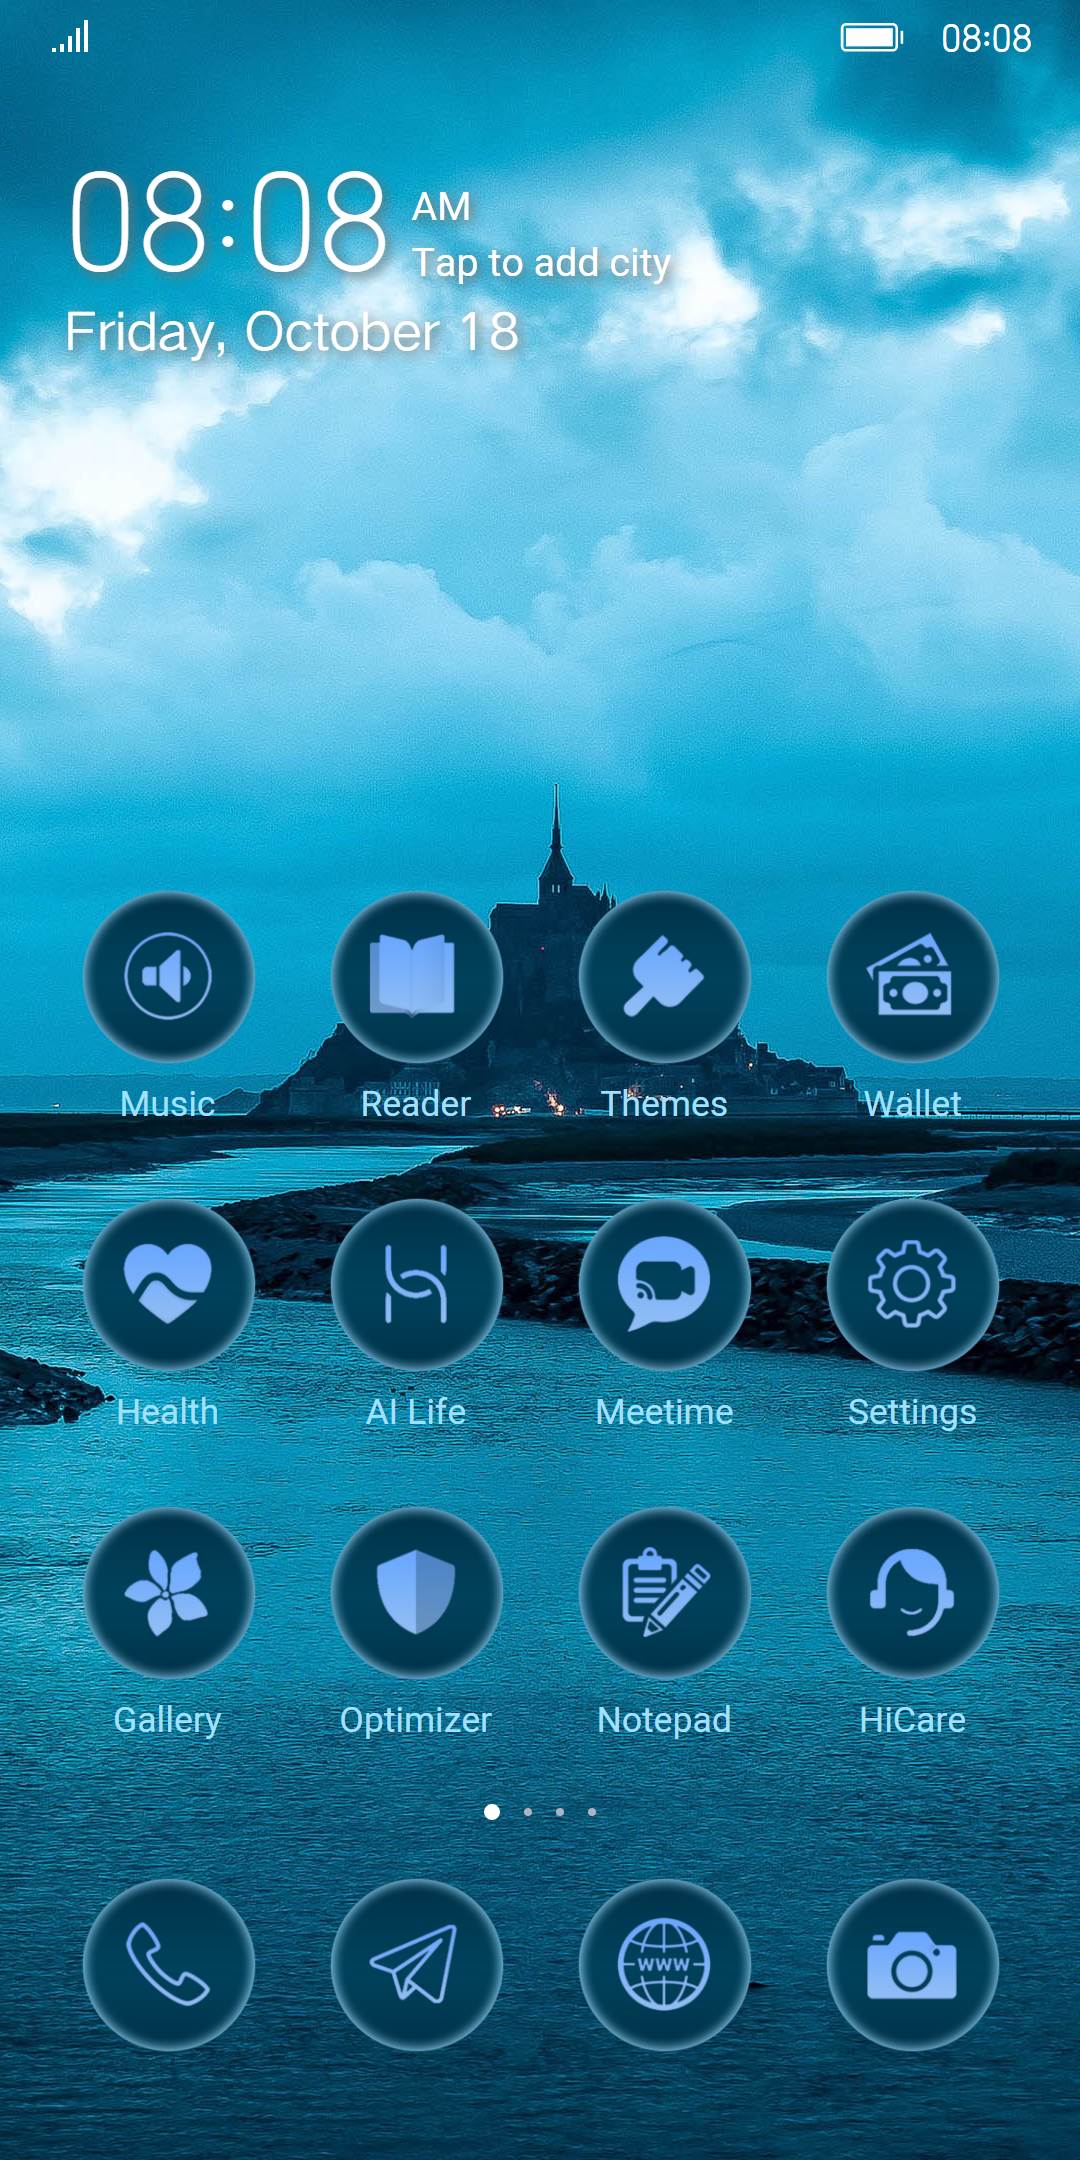 08:08
08:08 AM
Tap to add city
Friday, October 18
Music Reader Themes Wallet
Health AI Life Meetime Settings
Gallery Optimizer Notepad HiCare
WWW